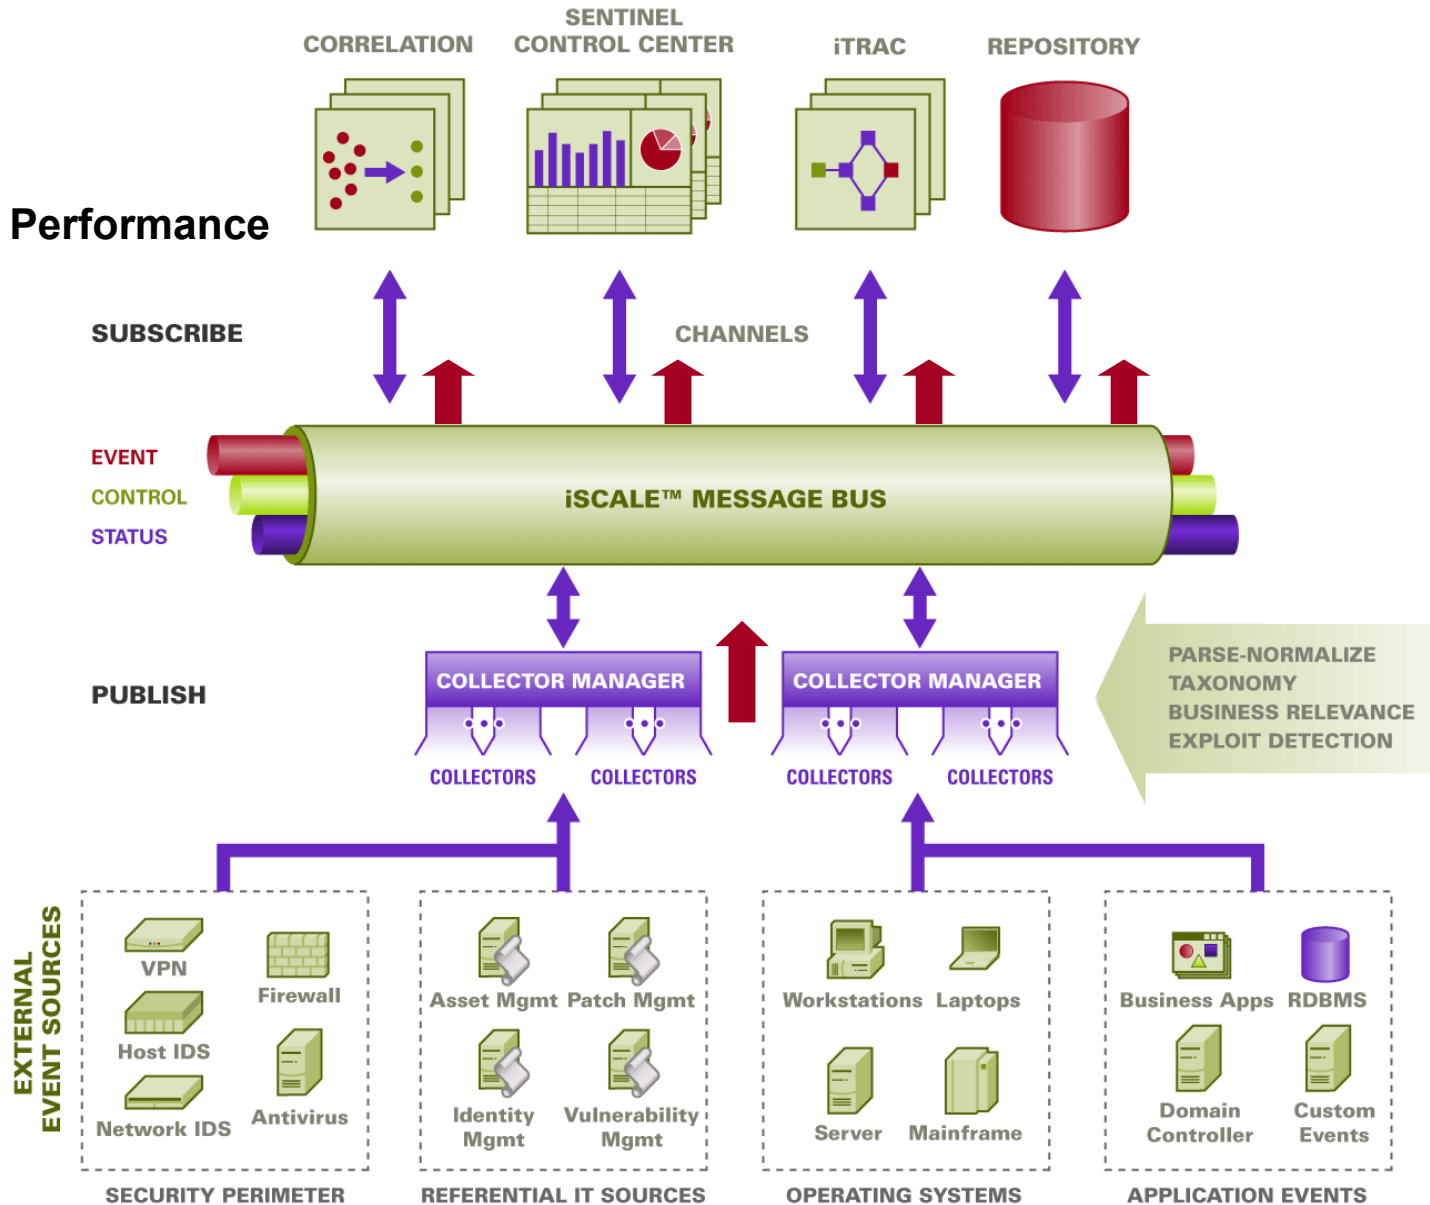 CORRELATION
SENTINEL
CONTROL CENTER
iTRAC
REPOSITORY
Performance
SUBSCRIBE
CHANNELS
EVENT
CONTROL
STATUS
iSCALE™ MESSAGE BUS
PUBLISH
COLLECTOR MANAGER
COLLECTOR MANAGER
COLLECTORS
COLLECTORS
COLLECTORS
COLLECTORS
PARSE-NORMALIZE
TAXONOMY
BUSINESS RELEVANCE
EXPLOIT DETECTION
EXTERNAL
EVENT SOURCES
VPN
Firewall
Host IDS
Network IDS
Antivirus
SECURITY PERIMETER
Asset Mgmt
Patch Mgmt
Identity
Mgmt
Vulnerability
Mgmt
REFERENTIAL IT SOURCES
Workstations
Laptops
Server
Mainframe
OPERATING SYSTEMS
Business Apps
RDBMS
Domain
Controller
Custom
Events
APPLICATION EVENTS